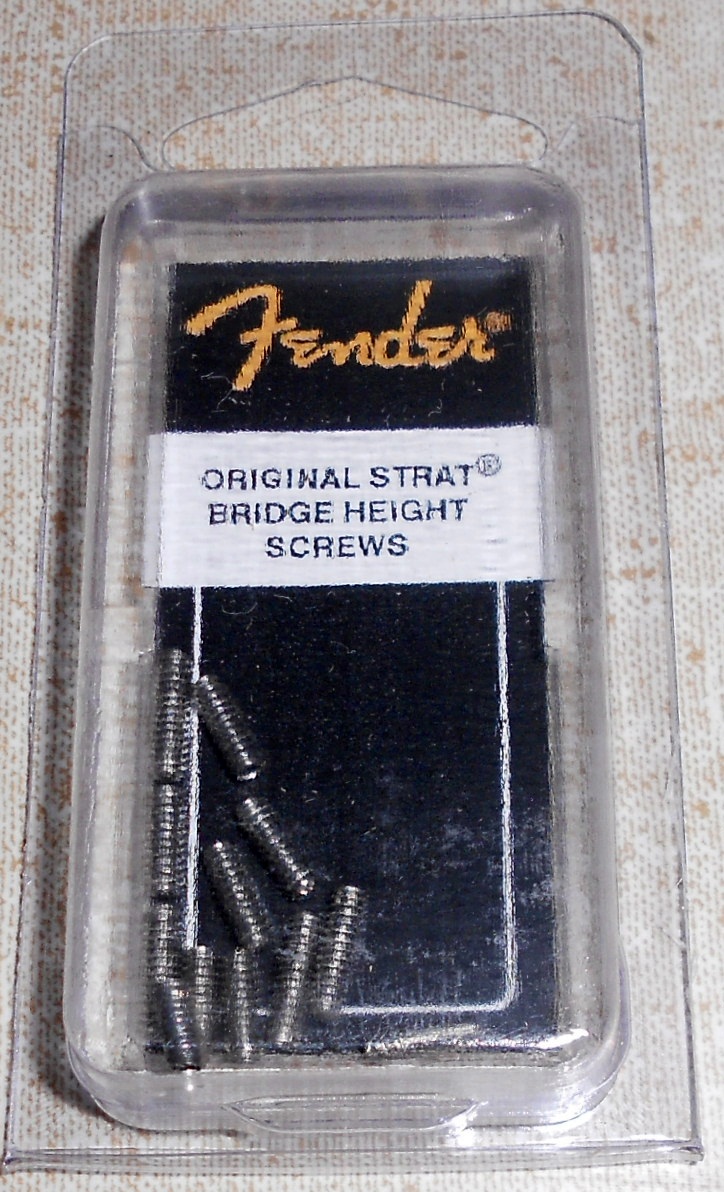 Fender®
ORIGINAL STRAT®
BRIDGE HEIGHT
SCREWS